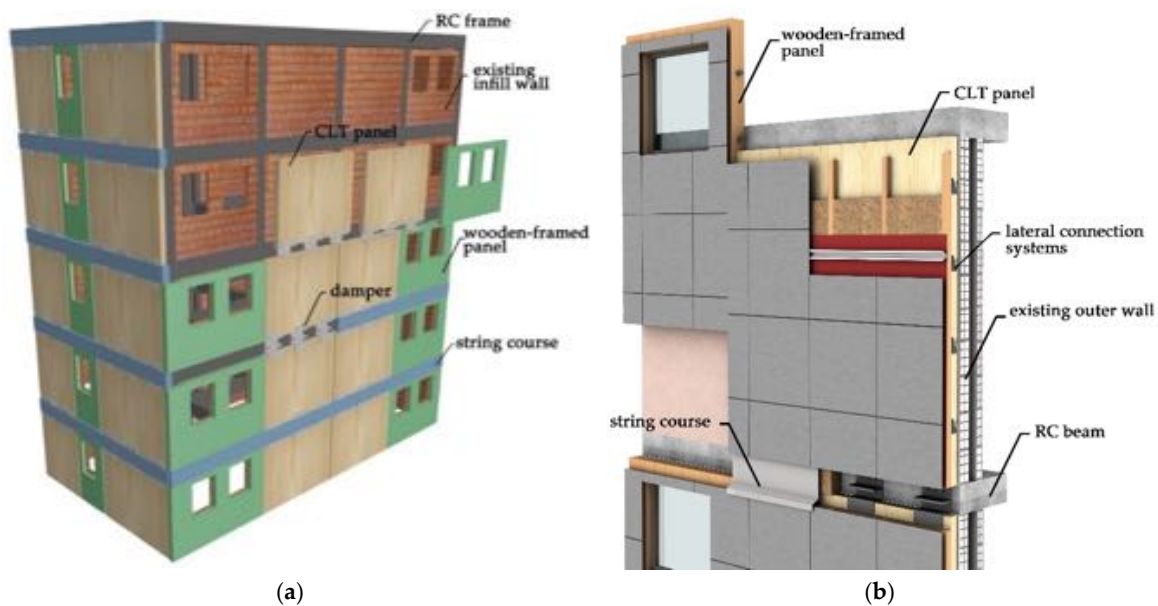 RC frame
existing
infill wall
CLT panel
wooden-framed
panel
damper
string course
(a)
wooden-framed
panel
CLT panel
lateral connection
systems
existing outer wall
string course
RC beam
(b)